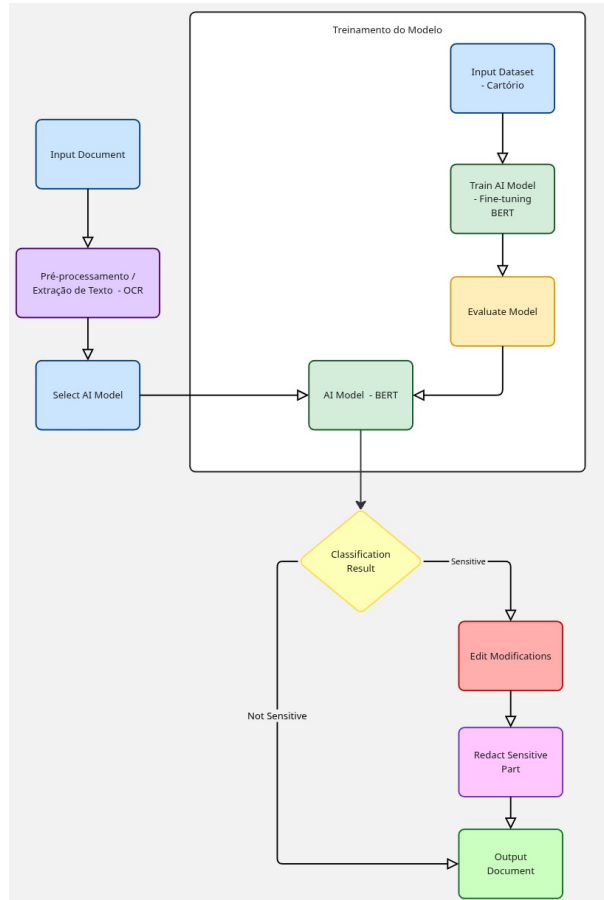 Treinamento do Modelo
Input Dataset
- Cartório
Input Document
Train AI Model
- Fine-tuning
BERT
Pré-processamento /
Extração de Texto - OCR
Evaluate Model
Select AI Model
AI Model - BERT
Classification
Result
Sensitive
Edit Modifications
Not Sensitive
Redact Sensitive
Part
Output
Document